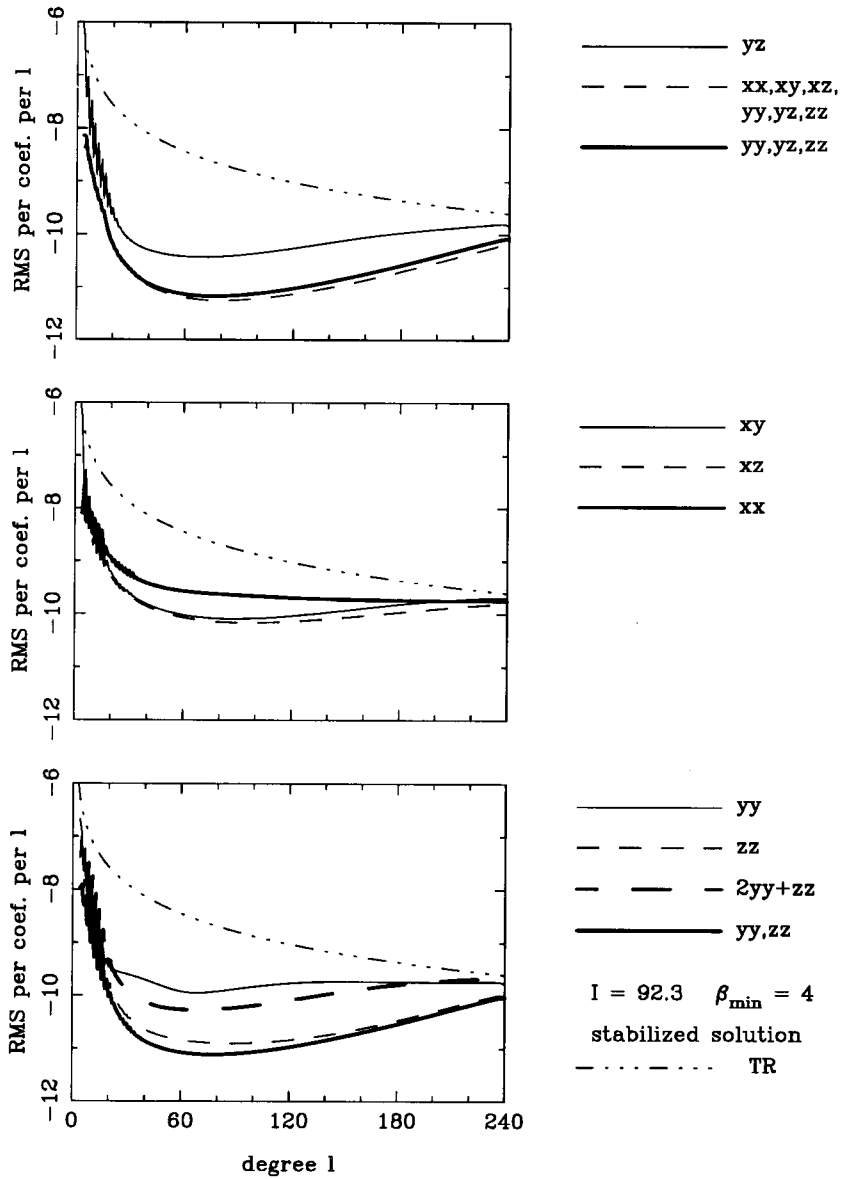 RMS per coef. per l
-6
-8
-10
-12
yz
xx,xy,xz,
yy,yz,zz
yy,yz,zz
RMS per coef. per l
-6
-8
-10
-12
xy
xz
xx
RMS per coef. per l
-6
-8
-10
-12
0 60 120 180 240
degree l
yy
zz
2yy+zz
yy,zz
I = 92.3 βmin = 4
stabilized solution
TR